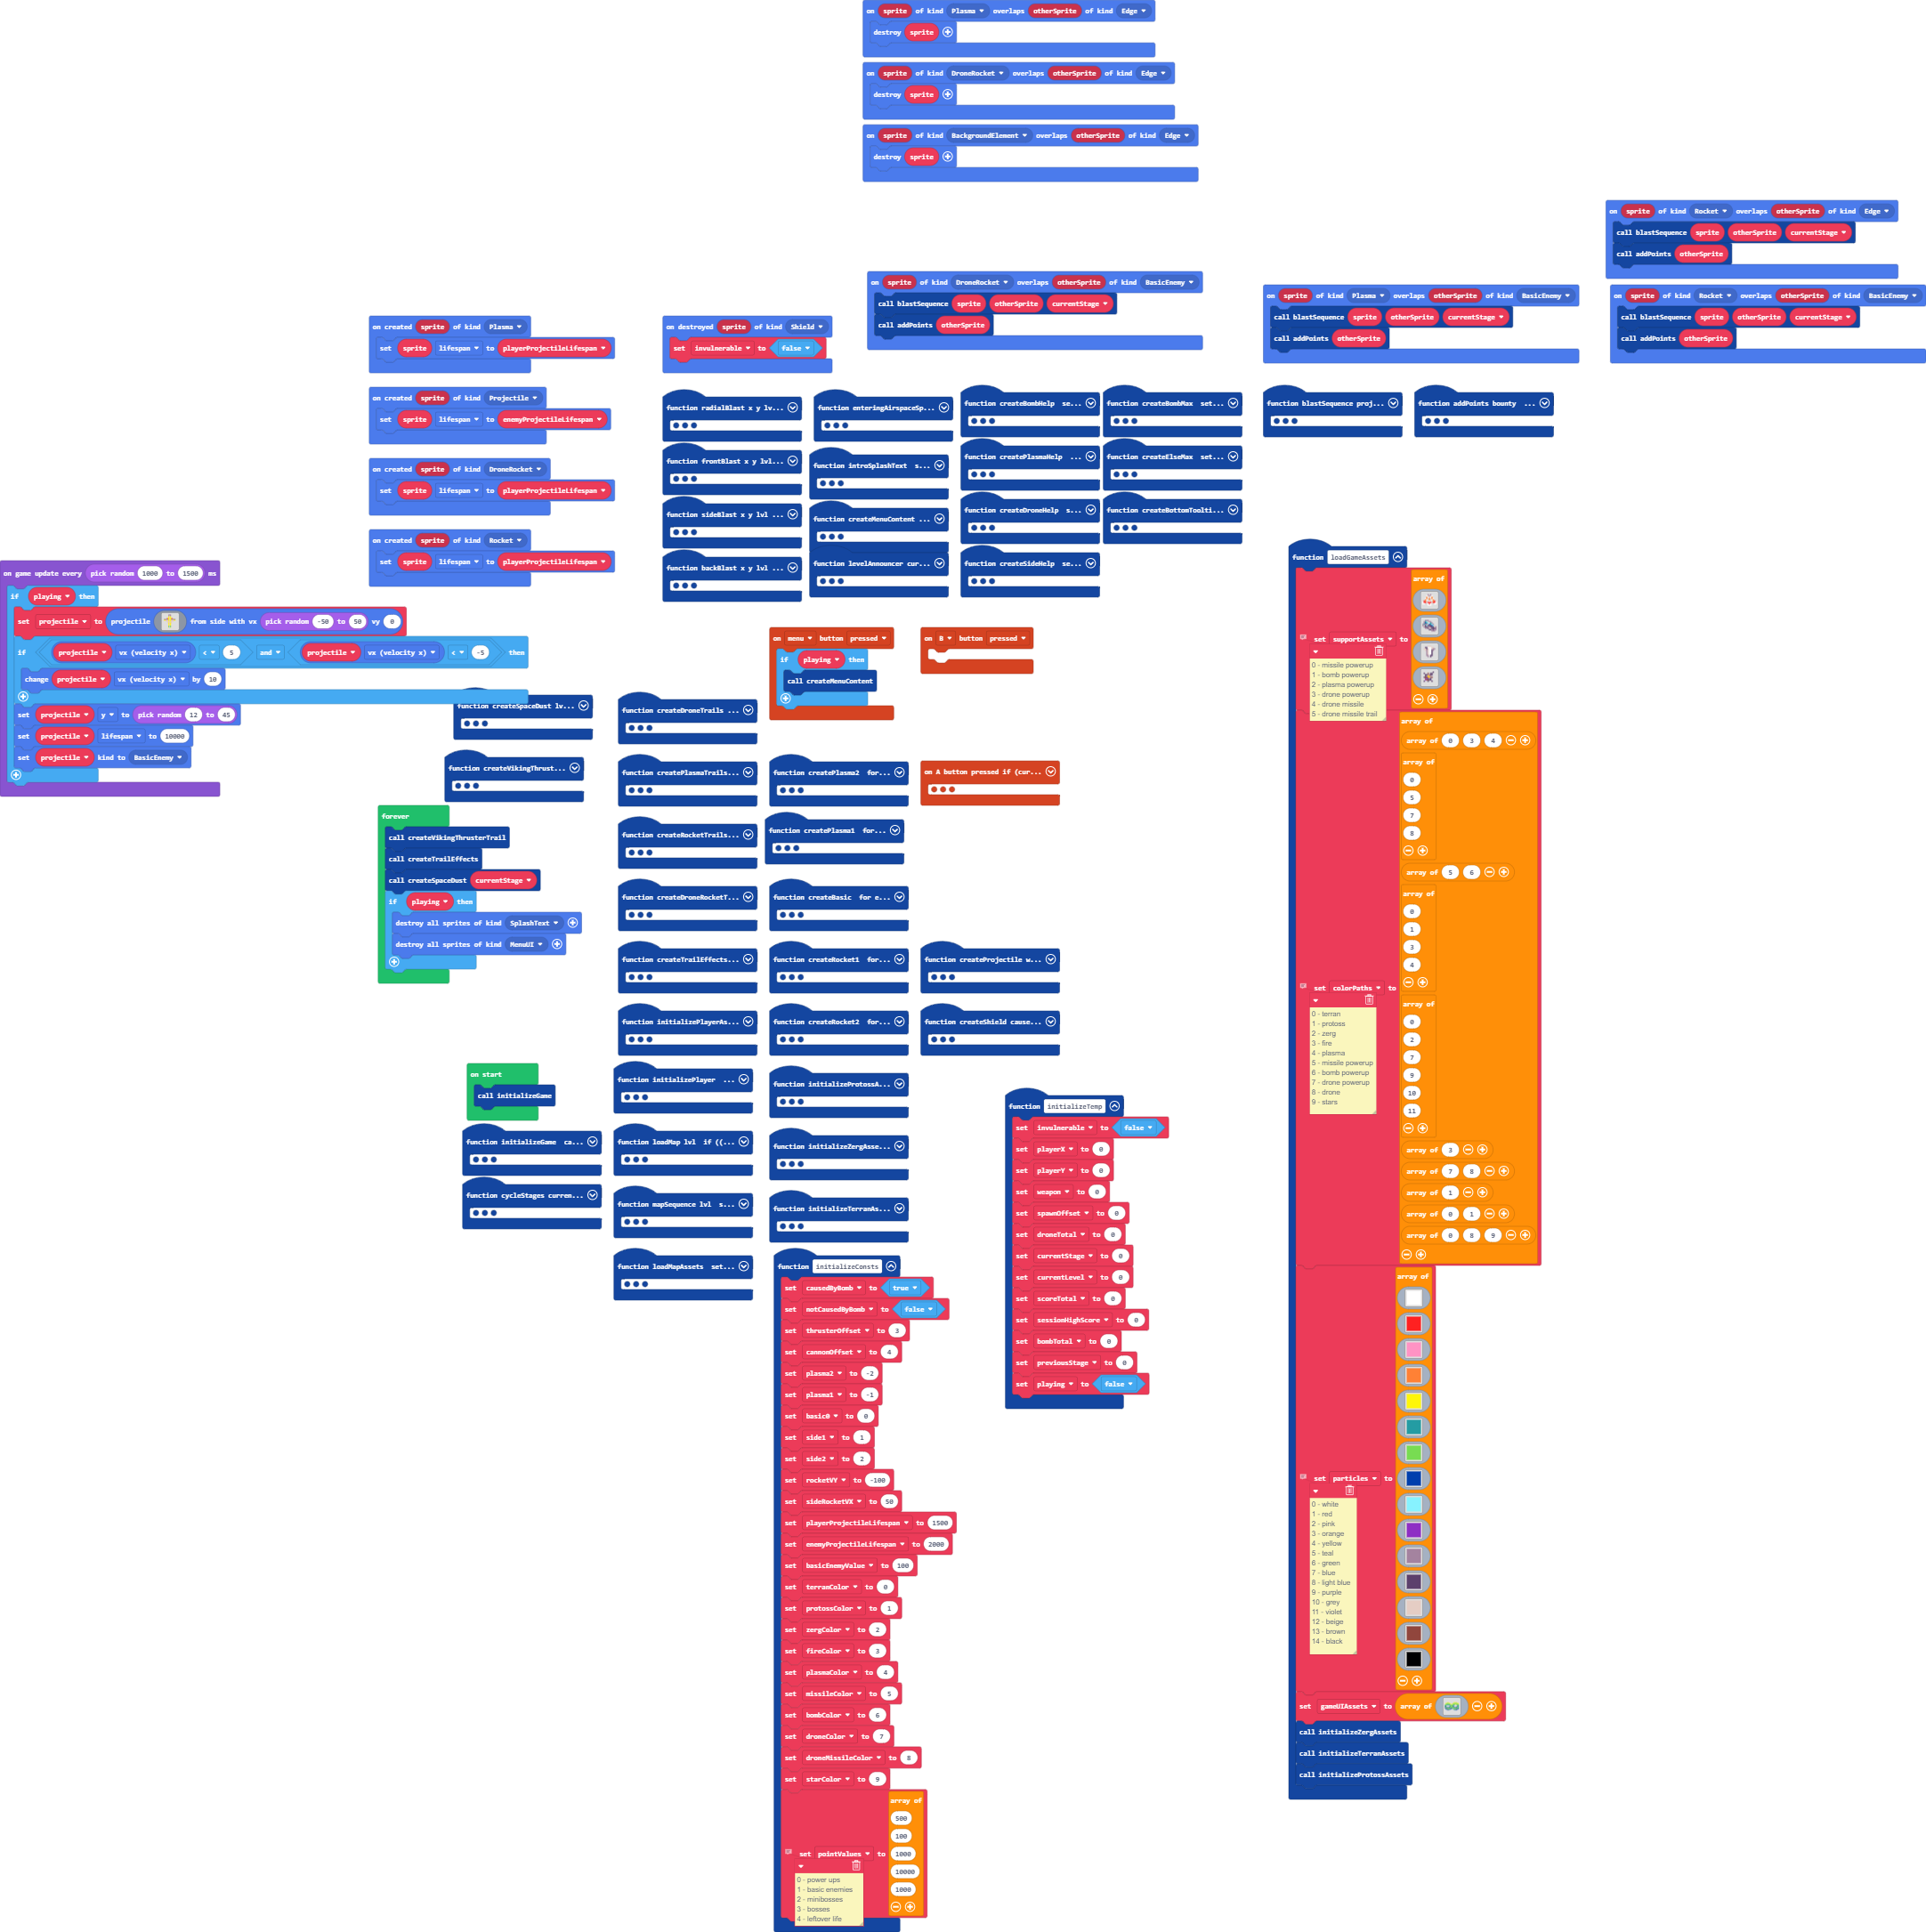 on sprite of kind Plasma overlaps otherSprite of kind Edge
destroy sprite
on sprite of kind DroneRocket overlaps otherSprite of kind Edge
destroy sprite
on sprite of kind BackgroundElement overlaps otherSprite of kind Edge
destroy sprite
on sprite of kind Rocket overlaps otherSprite of kind Edge
call blastSequence sprite otherSprite currentStage
call addPoints otherSprite
on sprite of kind DroneRocket overlaps otherSprite of kind BasicEnemy
call blastSequence sprite otherSprite currentStage
call addPoints otherSprite
on sprite of kind Plasma overlaps otherSprite of kind BasicEnemy
call blastSequence sprite otherSprite currentStage
call addPoints otherSprite
on sprite of kind Rocket overlaps otherSprite of kind BasicEnemy
call blastSequence sprite otherSprite currentStage
call addPoints otherSprite
on created sprite of kind Plasma
set sprite lifespan to playerProjectileLifespan
on created sprite of kind Projectile
set sprite lifespan to enemyProjectileLifespan
on created sprite of kind DroneRocket
set sprite lifespan to playerProjectileLifespan
on created sprite of kind Rocket
set sprite lifespan to playerProjectileLifespan
on destroyed sprite of kind Shield
set invulnerable to false
function radialBlast x y lv...
function enteringAirspaceSp...
function createBombHelp se...
function createBombMax set...
function blastSequence proj...
function addPoints bounty ...
function frontBlast x y lvl...
function introSplashText s...
function createPlasmaHelp ...
function createElseMax set...
function sideBlast x y lvl ...
function createMenuContent ...
function createDroneHelp s...
function createBottomToolti...
function backBlast x y lvl ...
function levelAnnouncer cur...
function createSideHelp se...
on game update every pick random 1000 to 1500 ms
if playing then
set projectile to projectile from side with vx pick random -50 to 50 vy 0
if projectile vx (velocity x) < 5 and projectile vx (velocity x) < -5 then
change projectile vx (velocity x) by 10
set projectile y to pick random 12 to 45
set projectile lifespan to 10000
set projectile kind to BasicEnemy
on menu button pressed
if playing then
call createMenuContent
on B button pressed
function createSpaceDust lv...
function createDroneTrails ...
function createVikingThrust...
function createPlasmaTrails...
function createPlasma2 for...
on A button pressed if (cur...
forever
call createVikingThrusterTrail
call createTrailEffects
call createSpaceDust currentStage
if playing then
destroy all sprites of kind SplashText
destroy all sprites of kind MenuUI
function createRocketTrails...
function createPlasma1 for...
function createDroneRocketT...
function createBasic for e...
function createTrailEffects...
function createRocket1 for...
function createProjectile w...
function initializePlayerAs...
function createRocket2 for...
function createShield cause...
on start
call initializeGame
function initializePlayer ...
function initializeProtossA...
function initializeGame ca...
function loadMap lvl if ((...
function initializeZergAsse...
function cycleStages curren...
function mapSequence lvl s...
function initializeTerranAs...
function loadMapAssets set...
function initializeConsts
set causedByBomb to true
set notCausedByBomb to false
set thrusterOffset to 3
set cannonOffset to 4
set plasma2 to -2
set plasma1 to -1
set basic0 to 0
set side1 to 1
set side2 to 2
set rocketVY to -100
set sideRocketVX to 50
set playerProjectileLifespan to 1500
set enemyProjectileLifespan to 2000
set basicEnemyValue to 100
set terranColor to 0
set protossColor to 1
set zergColor to 2
set fireColor to 3
set plasmaColor to 4
set missileColor to 5
set bombColor to 6
set droneColor to 7
set droneMissileColor to 8
set starColor to 9
set pointValues to array of
500
100
1000
10000
1000
0 - power ups
1 - basic enemies
2 - minibosses
3 - bosses
4 - leftover life
function initializeTemp
set invulnerable to false
set playerX to 0
set playerY to 0
set weapon to 0
set spawnOffset to 0
set droneTotal to 0
set currentStage to 0
set currentLevel to 0
set scoreTotal to 0
set sessionHighScore to 0
set bombTotal to 0
set previousStage to 0
set playing to false
function loadGameAssets
set supportAssets to array of
0 - missile powerup
1 - bomb powerup
2 - plasma powerup
3 - drone powerup
4 - drone missile
5 - drone missile trail
set colorPaths to array of
array of 0 3 4
array of
0
5
7
8
array of 5 6
array of
0
1
3
4
array of
0
2
7
9
10
11
array of 3
array of 7 8
array of 1
array of 0 1
array of 0 8 9
0 - terran
1 - protoss
2 - zerg
3 - fire
4 - plasma
5 - missile powerup
6 - bomb powerup
7 - drone powerup
8 - drone
9 - stars
set particles to array of
0 - white
1 - red
2 - pink
3 - orange
4 - yellow
5 - teal
6 - green
7 - blue
8 - light blue
9 - purple
10 - grey
11 - violet
12 - beige
13 - brown
14 - black
set gameUIAssets to array of
call initializeZergAssets
call initializeTerranAssets
call initializeProtossAssets